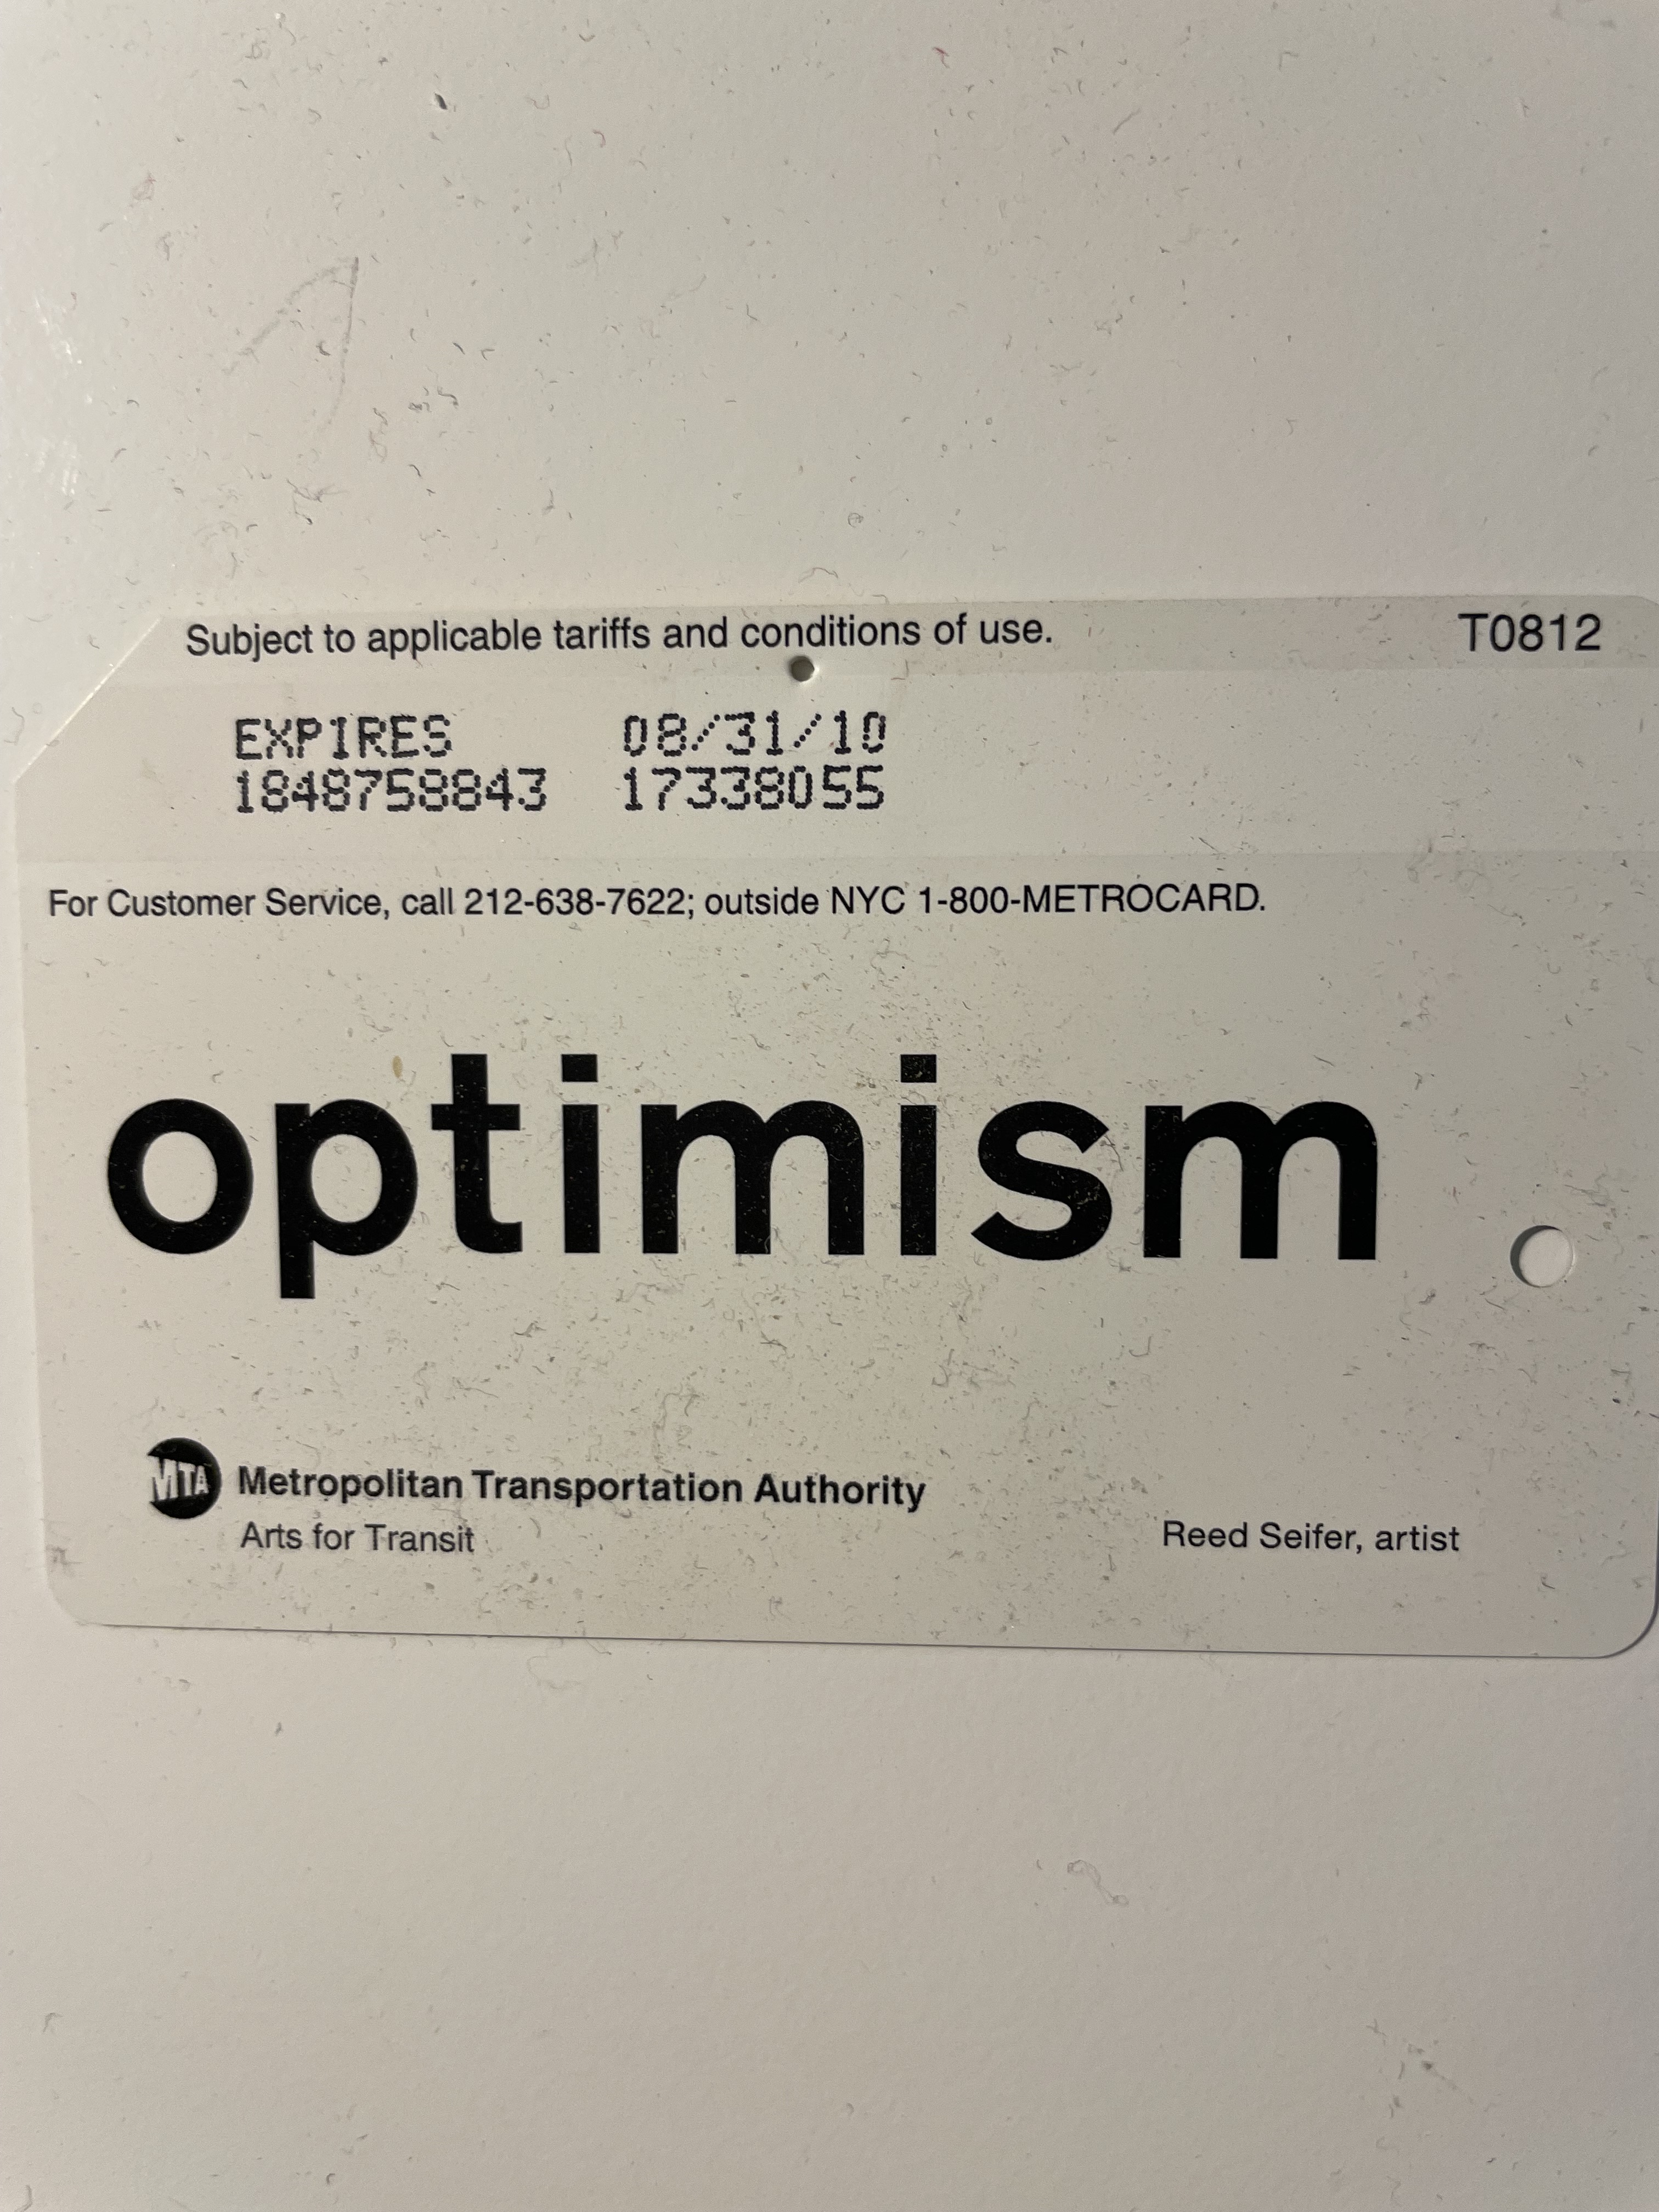 Subject to applicable tariffs and conditions of use. T0812
EXPIRES 08/31/10
1848758843 17338055
For Customer Service, call 212-638-7622; outside NYC 1-800-METROCARD.
optimism
MTA Metropolitan Transportation Authority
Arts for Transit
Reed Seifer, artist